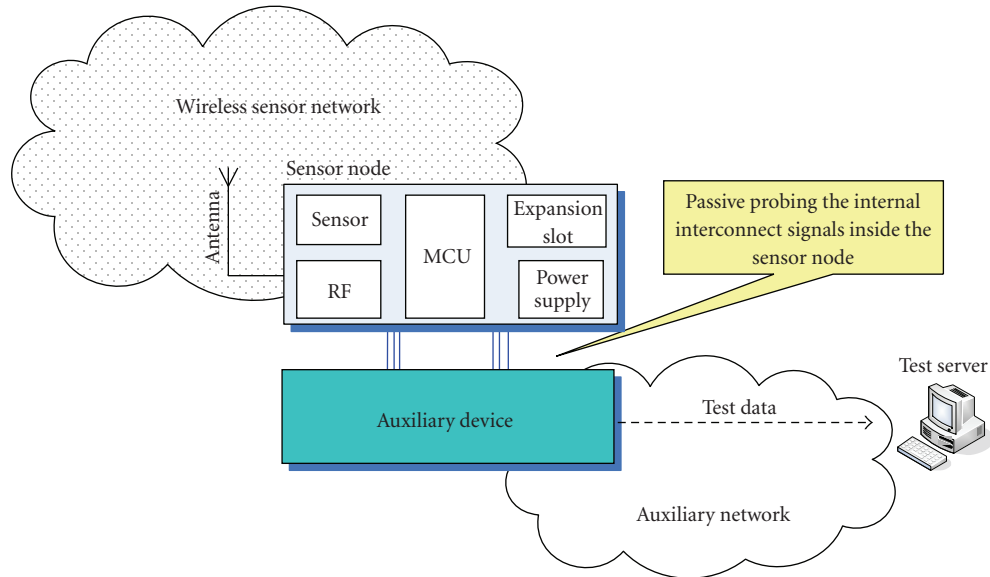 Wireless sensor network
Sensor node
Antenna
Sensor
RF
MCU
Expansion
slot
Power
supply
Passive probing the internal
interconnect signals inside the
sensor node
Auxiliary device
Test data
Test server
Auxiliary network